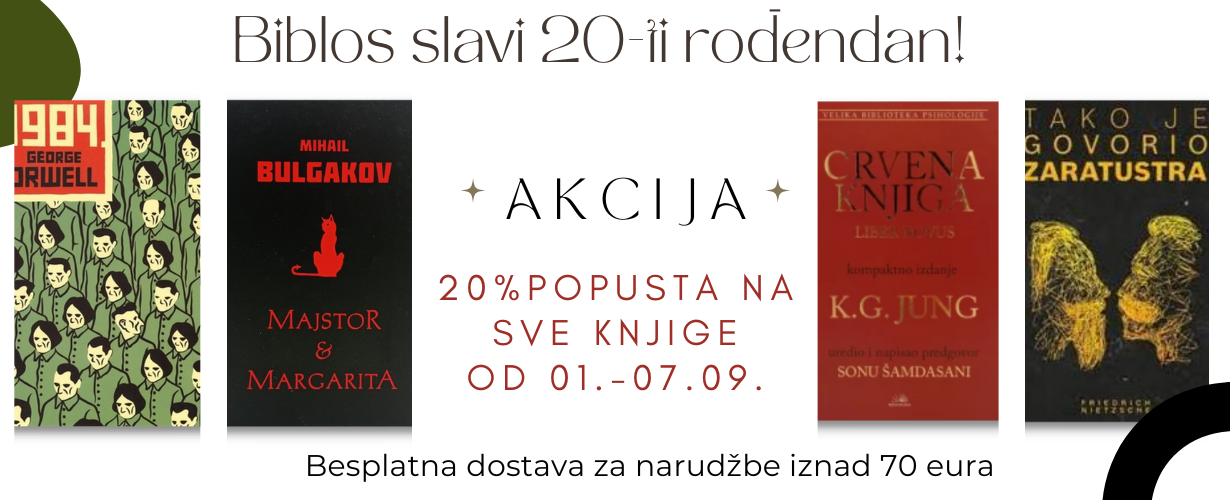 Biblos slavi 20-ti rođendan!
1984.
GEORGE
ORWELL
MIHAIL
BULGAKOV
MAJSTOR
&
MARGARITA
AKCIJA
20%POPUSTA NA
SVE KNJIGE
OD 01.-07.09.
VELIKA BIBLIOTEKA PSIHOLOGIJE
CRVENA
KNJIGA
LIBER NOVUS
kompaktno izdanje
K.G. JUNG
uredio i napisao predgovor
SONU ŠAMDASANI
TAKO JE
GOVORIO
ZARATUSTRA
FRIEDRICH
NIETZSCHE
Besplatna dostava za narudžbe iznad 70 eura